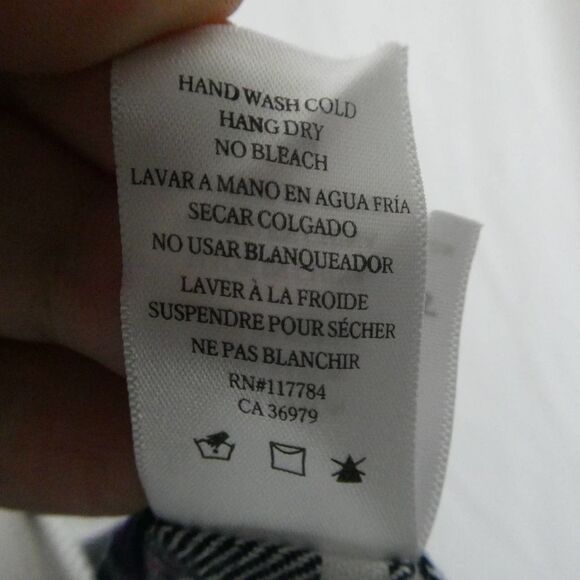 HAND WASH COLD
HANG DRY
NO BLEACH
LAVAR A MANO EN AGUA FRÍA
SECAR COLGADO
NO USAR BLANQUEADOR
LAVER À LA FROIDE
SUSPENDRE POUR SÉCHER
NE PAS BLANCHIR
RN#117784
CA 36979